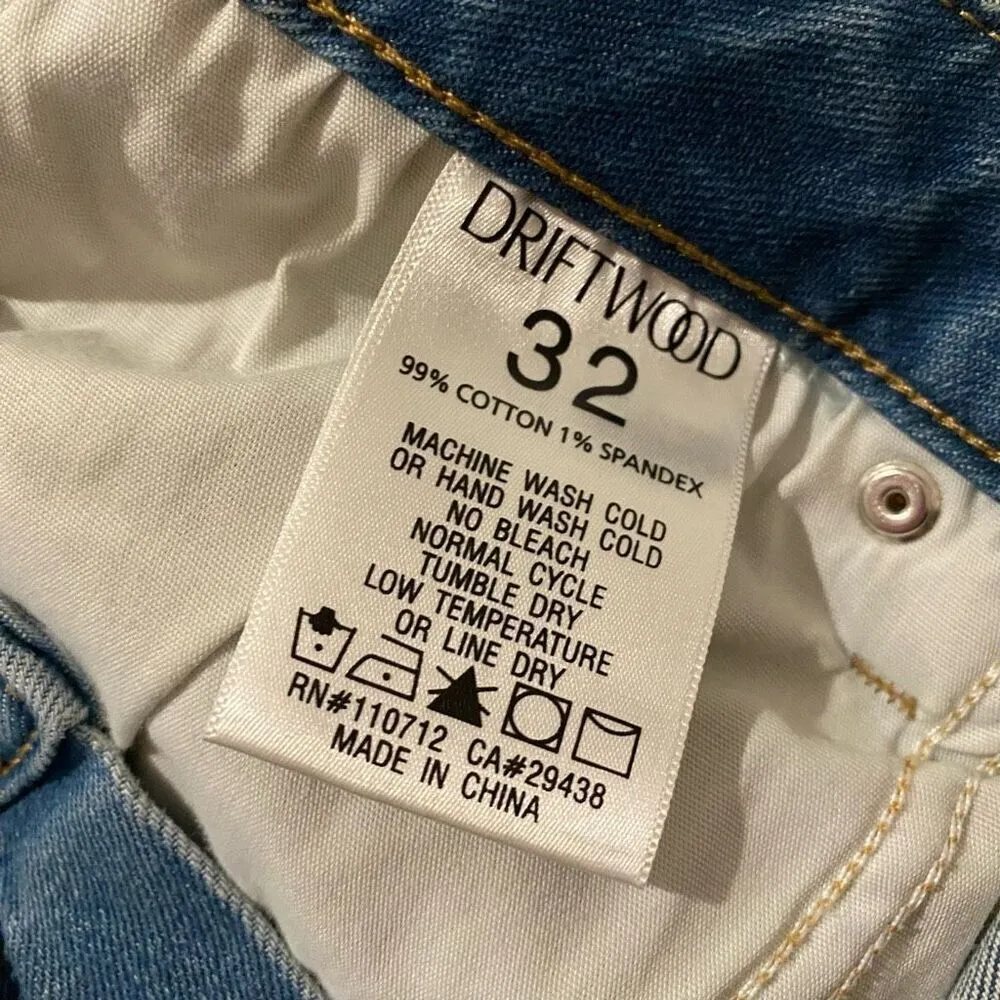 DRIFTWOOD
32
99% COTTON 1% SPANDEX
MACHINE WASH COLD
OR HAND WASH COLD
NO BLEACH
NORMAL CYCLE
TUMBLE DRY
LOW TEMPERATURE
OR LINE DRY
RN#110712 CA#29438
MADE IN CHINA